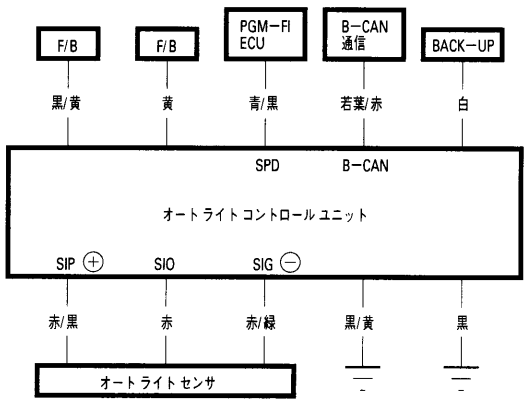 F/B
F/B
PGM-FI
ECU
B-CAN
通信
BACK-UP
黒/黄
黄
青/黒
若葉/赤
白
SPD
B-CAN
オートライトコントロールユニット
SIP ⊕
SIO
SIG ⊖
赤/黒
赤
赤/緑
黒/黄
黒
オートライトセンサ